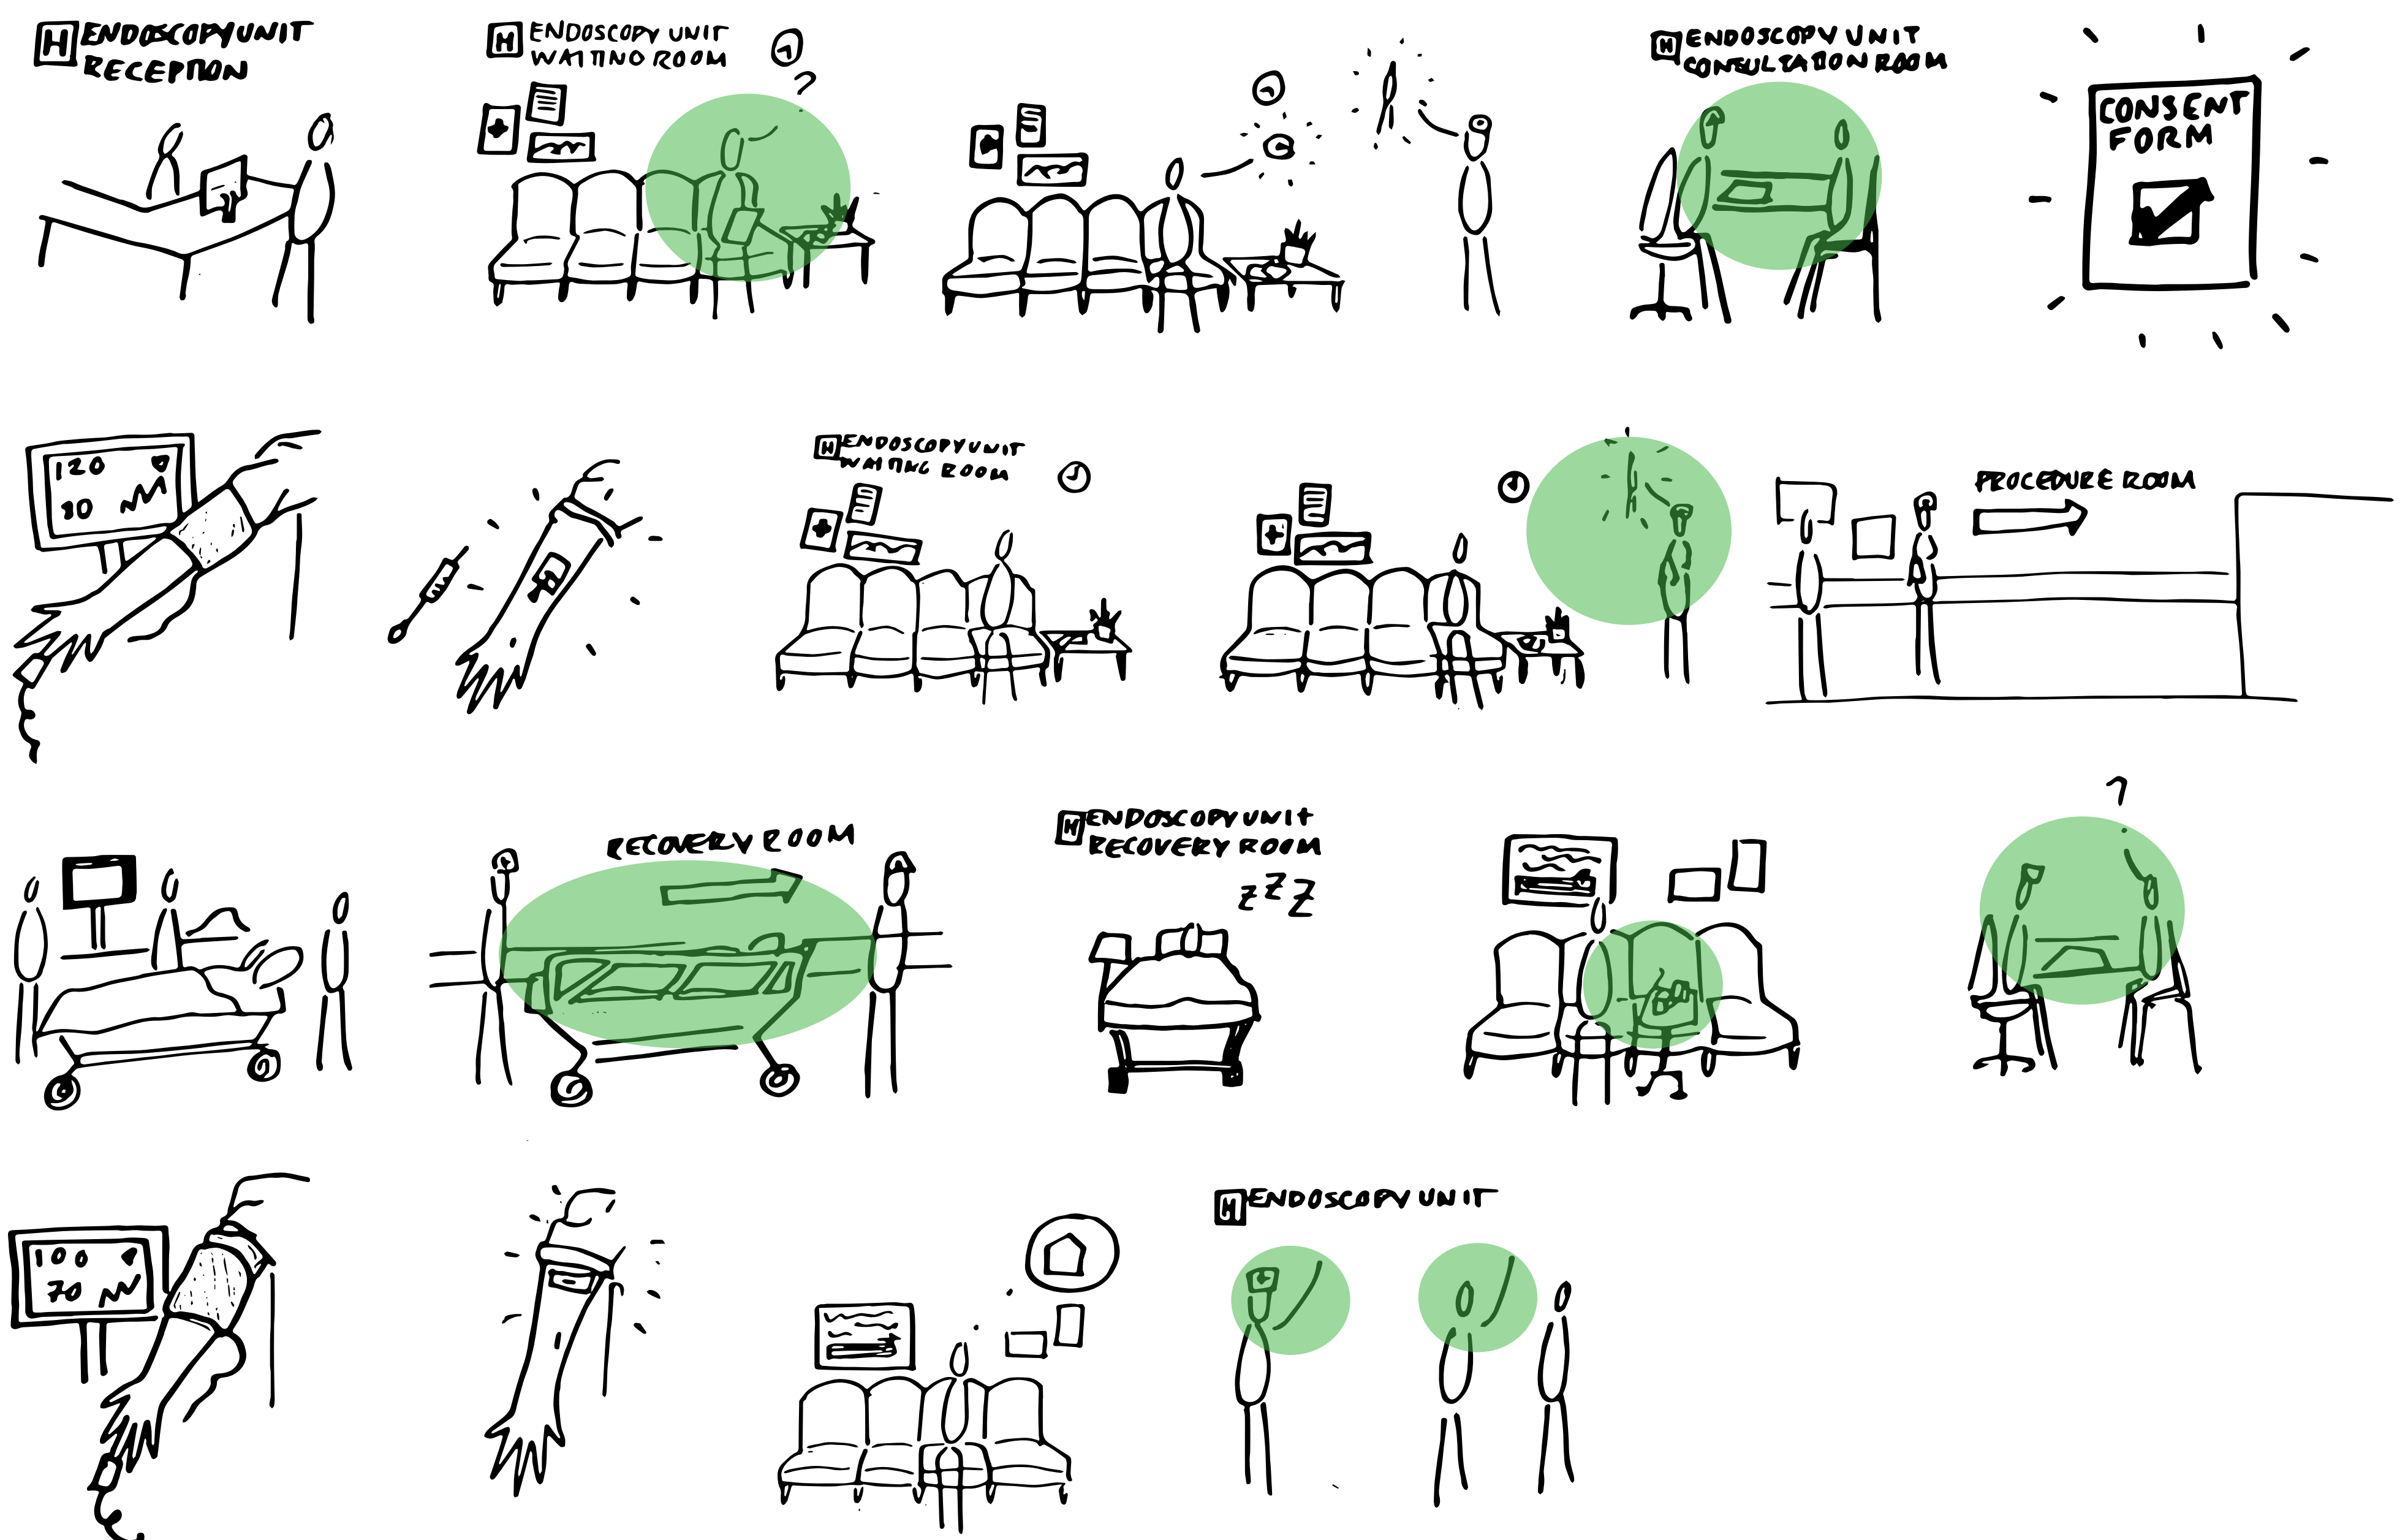 H ENDOSCOPY UNIT
RECEPTION
H ENDOSCOPY UNIT
WAITING ROOM
?
H ENDOSCOPY UNIT
CONSULTATION ROOM
CONSENT
FORM
120
80
H ENDOSCOPY UNIT
WAITING ROOM
PROCEDURE ROOM
RECOVERY ROOM
H ENDOSCOPY UNIT
RECOVERY ROOM
ZZZ
?
100
70
H ENDOSCOPY UNIT